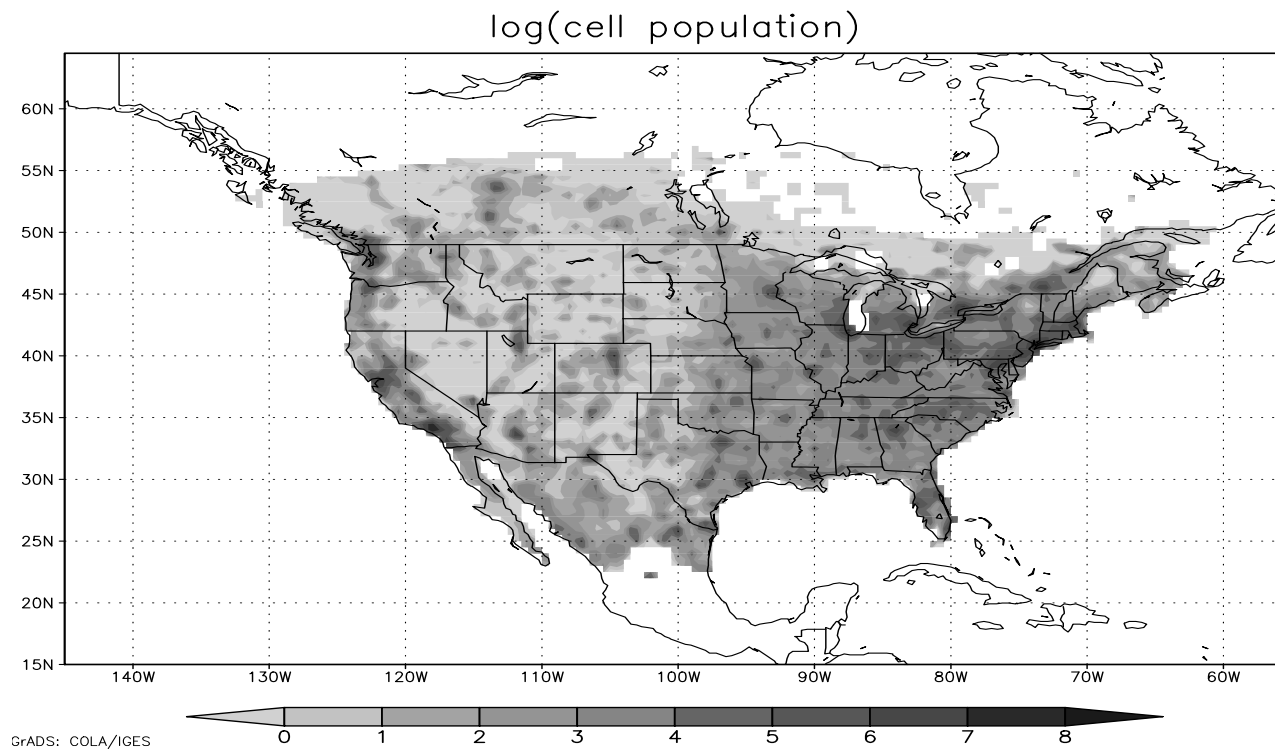 log(cell population)
60N
55N
50N
45N
40N
35N
30N
25N
20N
15N
140W 130W 120W 110W 100W 90W 80W 70W 60W
0 1 2 3 4 5 6 7 8
GrADS: COLA/IGES